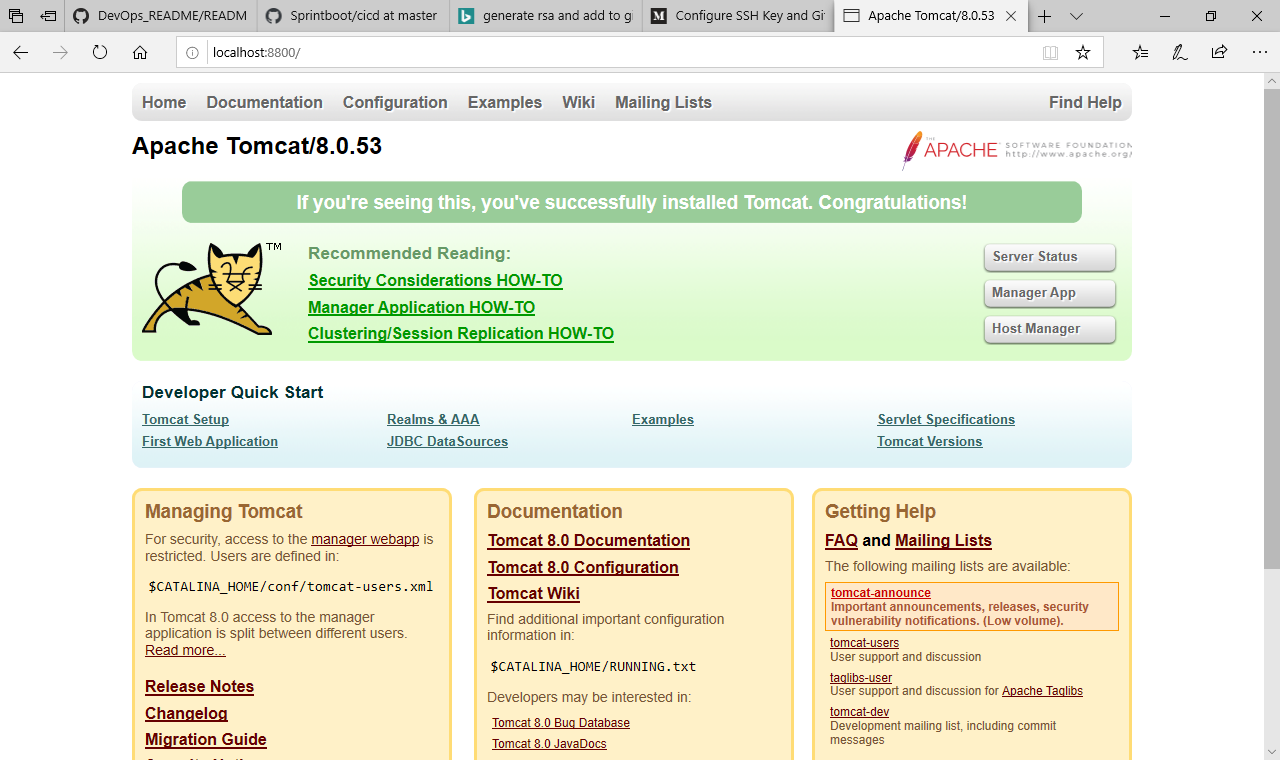 DevOps_README/READM
Sprintboot/cicd at master
generate rsa and add to gi
Configure SSH Key and Gi
Apache Tomcat/8.0.53
localhost:8800/
Home Documentation Configuration Examples Wiki Mailing Lists Find Help
Apache Tomcat/8.0.53
THE
APACHE
SOFTWARE FOUNDATION
http://www.apache.org/
If you're seeing this, you've successfully installed Tomcat. Congratulations!
TM
Recommended Reading:
Security Considerations HOW-TO
Manager Application HOW-TO
Clustering/Session Replication HOW-TO
Server Status
Manager App
Host Manager
Developer Quick Start
Tomcat Setup
First Web Application
Realms & AAA
JDBC DataSources
Examples
Servlet Specifications
Tomcat Versions
Managing Tomcat
For security, access to the manager webapp is
restricted. Users are defined in:
$CATALINA_HOME/conf/tomcat-users.xml
In Tomcat 8.0 access to the manager
application is split between different users.
Read more...
Release Notes
Changelog
Migration Guide
Documentation
Tomcat 8.0 Documentation
Tomcat 8.0 Configuration
Tomcat Wiki
Find additional important configuration
information in:
$CATALINA_HOME/RUNNING.txt
Developers may be interested in:
Tomcat 8.0 Bug Database
Tomcat 8.0 JavaDocs
Getting Help
FAQ and Mailing Lists
The following mailing lists are available:
tomcat-announce
Important announcements, releases, security
vulnerability notifications. (Low volume).
tomcat-users
User support and discussion
taglibs-user
User support and discussion for Apache Taglibs
tomcat-dev
Development mailing list, including commit
messages